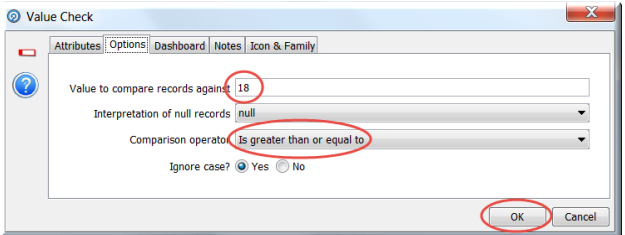 Value Check
Attributes Options Dashboard Notes Icon & Family
Value to compare records against 18
Interpretation of null records null
Comparison operator Is greater than or equal to
Ignore case? Yes No
OK Cancel